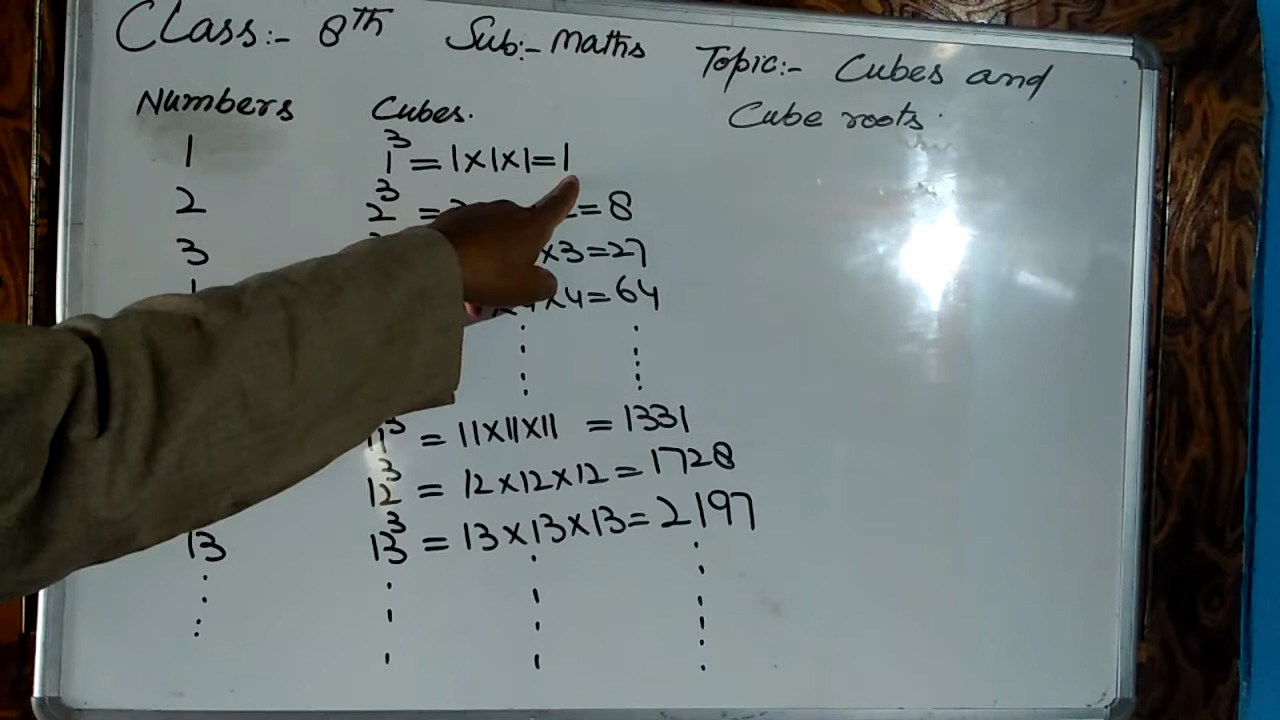 Class:- 8th Sub:- maths Topic:- Cubes and
Cube roots.
Numbers Cubes.
1 1³ = 1×1×1=1
2 2³ = =8
3 ×3=27
×4=64
11³ = 11×11×11 = 1331
12³ = 12×12×12 = 1728
13 13³ = 13×13×13= 2197